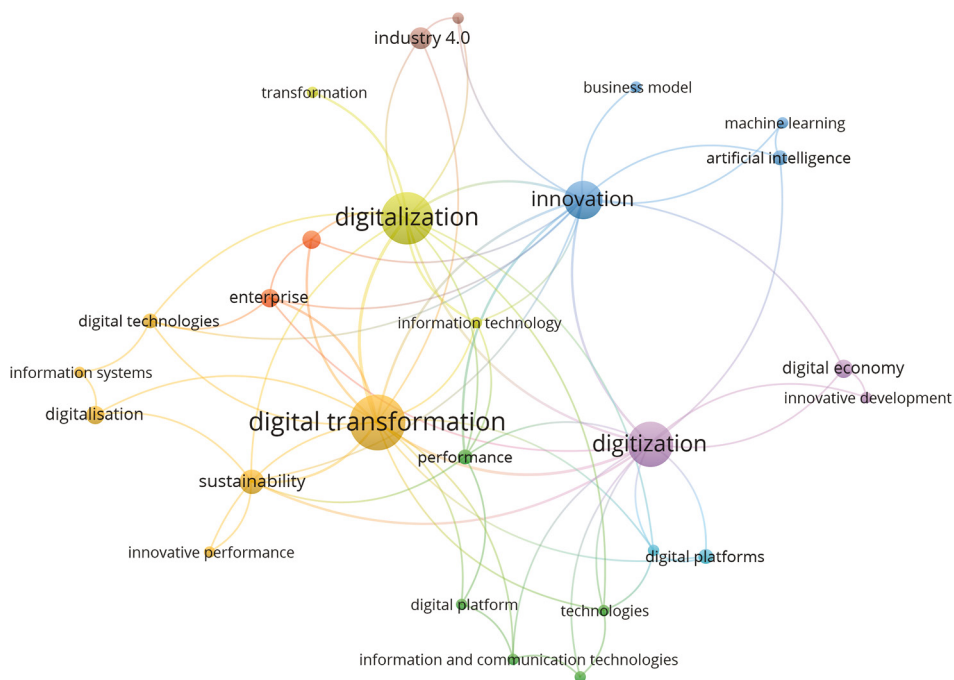 industry 4.0
transformation
business model
machine learning
artificial intelligence
innovation
digitalization
enterprise
digital technologies
information technology
information systems
digital economy
innovative development
digitalisation
digital transformation
digitization
performance
sustainability
innovative performance
digital platforms
digital platform
technologies
information and communication technologies